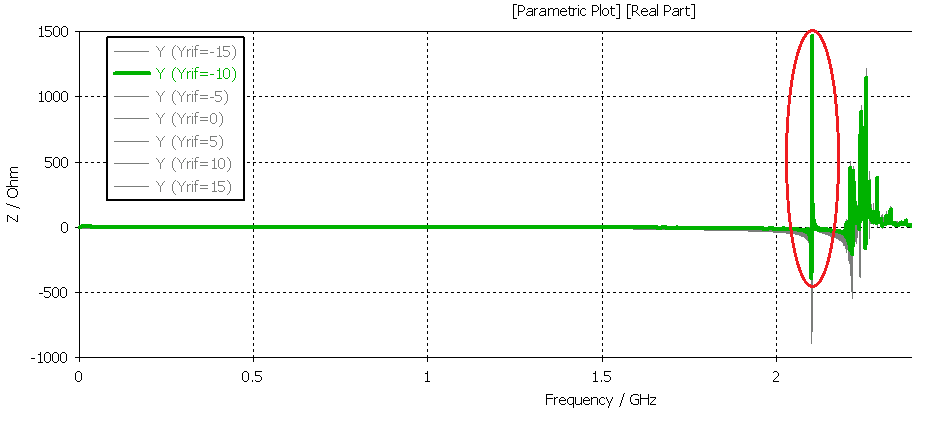 [Parametric Plot] [Real Part]
1500
1000
500
0
-500
-1000
Z / Ohm
Y (Yrif=-15)
Y (Yrif=-10)
Y (Yrif=-5)
Y (Yrif=0)
Y (Yrif=5)
Y (Yrif=10)
Y (Yrif=15)
0 0.5 1 1.5 2
Frequency / GHz